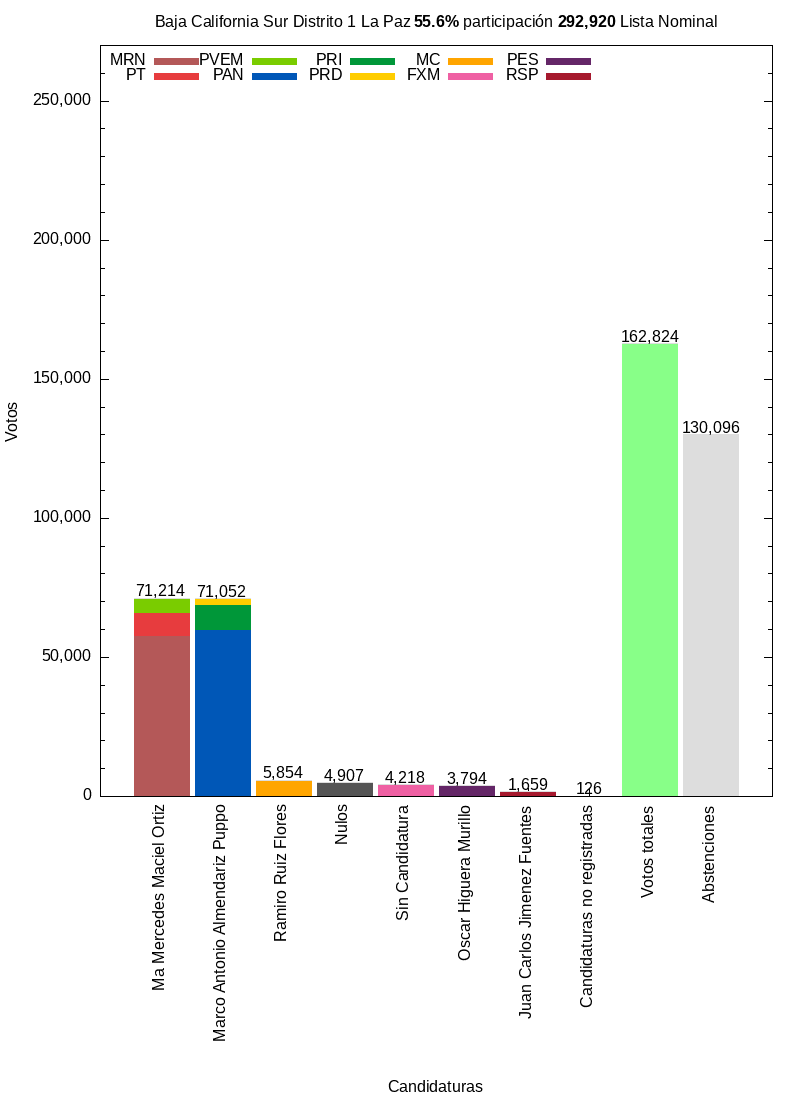 Baja California Sur Distrito 1 La Paz 55.6% participación 292,920 Lista Nominal
MRN PVEM PRI MC PES
PT PAN PRD FXM RSP
250,000
200,000
150,000
100,000
50,000
0
Votos
71,214
71,052
5,854
4,907
4,218
3,794
1,659
126
162,824
130,096
Ma Mercedes Maciel Ortiz
Marco Antonio Almendariz Puppo
Ramiro Ruiz Flores
Nulos
Sin Candidatura
Oscar Higuera Murillo
Juan Carlos Jimenez Fuentes
Candidaturas no registradas
Votos totales
Abstenciones
Candidaturas